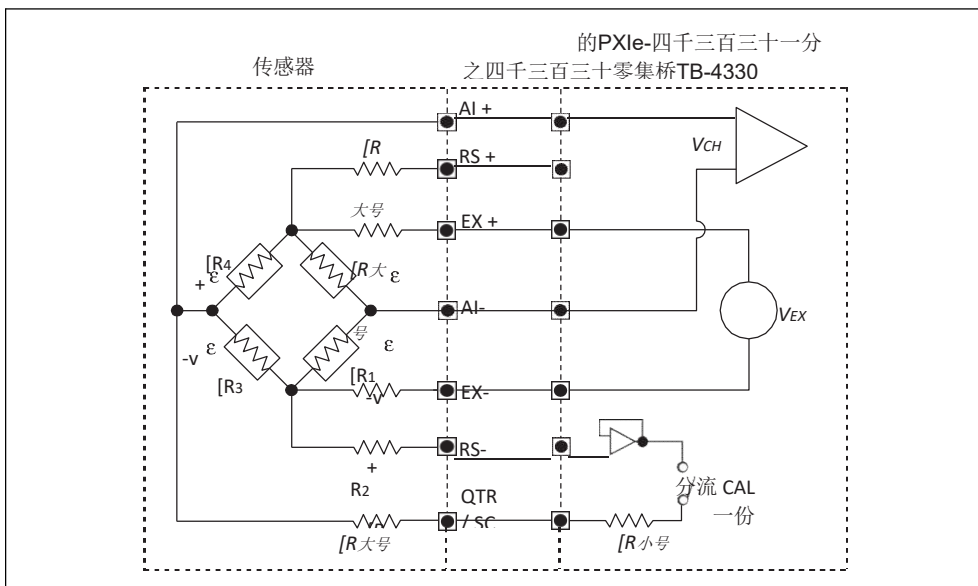 的PXIe-四千三百三十一分
传感器
之四千三百三十零集桥TB-4330
AI +
[R
VCH
RS +
大号
EX +
[R4
ε
+
[R大
ε
AI-
VEX
号
-v
ε
ε
[R3
[R1
-v
EX-
RS-
+
R2
分流 CAL
一份
QTR
/ SC
[R大号
[R小号